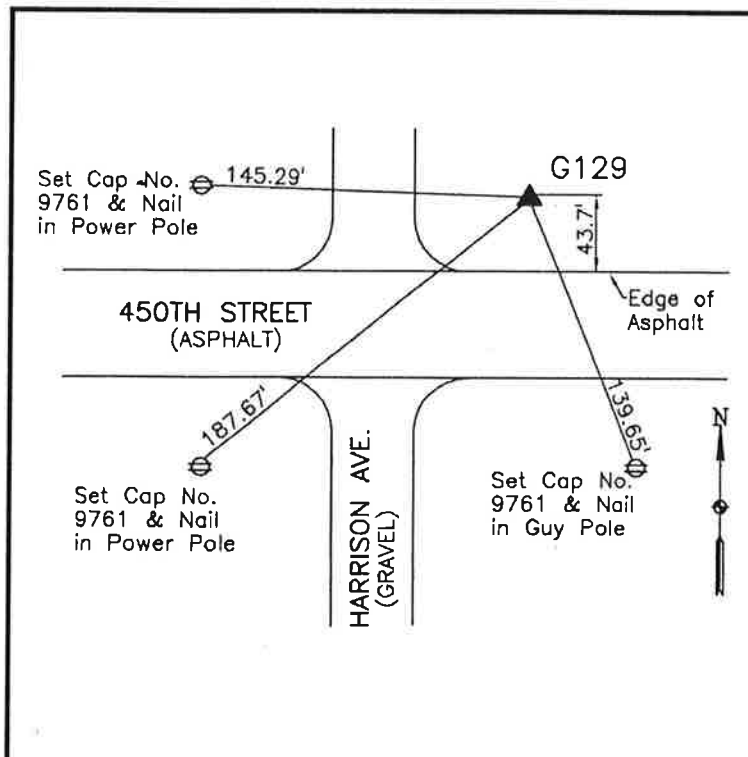 G129
145.29'
Set Cap No.
9761 & Nail
in Power Pole
43.7'
450TH STREET
(ASPHALT)
Edge of
Asphalt
187.67'
139.65'
N
Set Cap No.
9761 & Nail
in Power Pole
HARRISON AVE.
(GRAVEL)
Set Cap No.
9761 & Nail
in Guy Pole